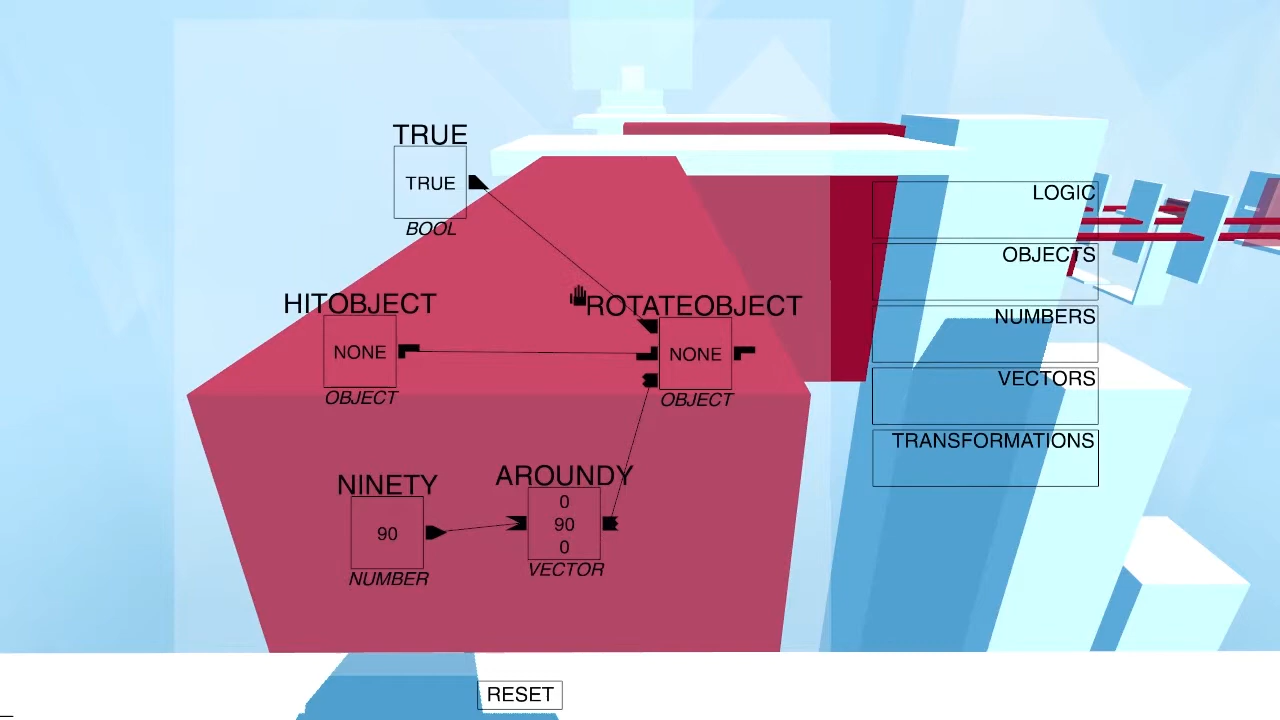 TRUE
TRUE
BOOL
HITOBJECT
NONE
OBJECT
ROTATEOBJECT
NONE
OBJECT
NINETY
90
NUMBER
AROUNDY
0
90
0
VECTOR
LOGIC
OBJECTS
NUMBERS
VECTORS
TRANSFORMATIONS
RESET